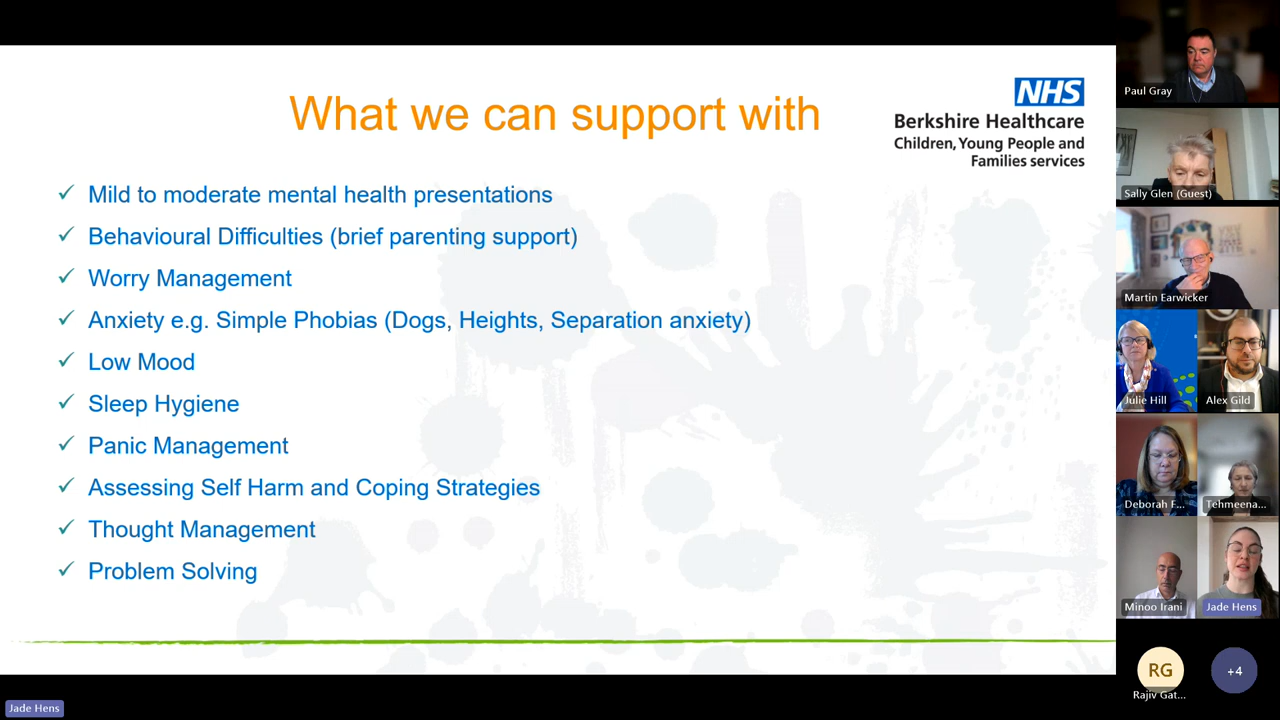 What we can support with
NHS
Berkshire Healthcare
Children, Young People and
Families services
✓ Mild to moderate mental health presentations
✓ Behavioural Difficulties (brief parenting support)
✓ Worry Management
✓ Anxiety e.g. Simple Phobias (Dogs, Heights, Separation anxiety)
✓ Low Mood
✓ Sleep Hygiene
✓ Panic Management
✓ Assessing Self Harm and Coping Strategies
✓ Thought Management
✓ Problem Solving
Jade Hens
Paul Gray
Sally Glen (Guest)
Martin Earwicker
Julie Hill
Alex Gild
Deborah F...
Tehmeena...
Minoo Irani
Jade Hens
RG
Rajiv Gat...
+4